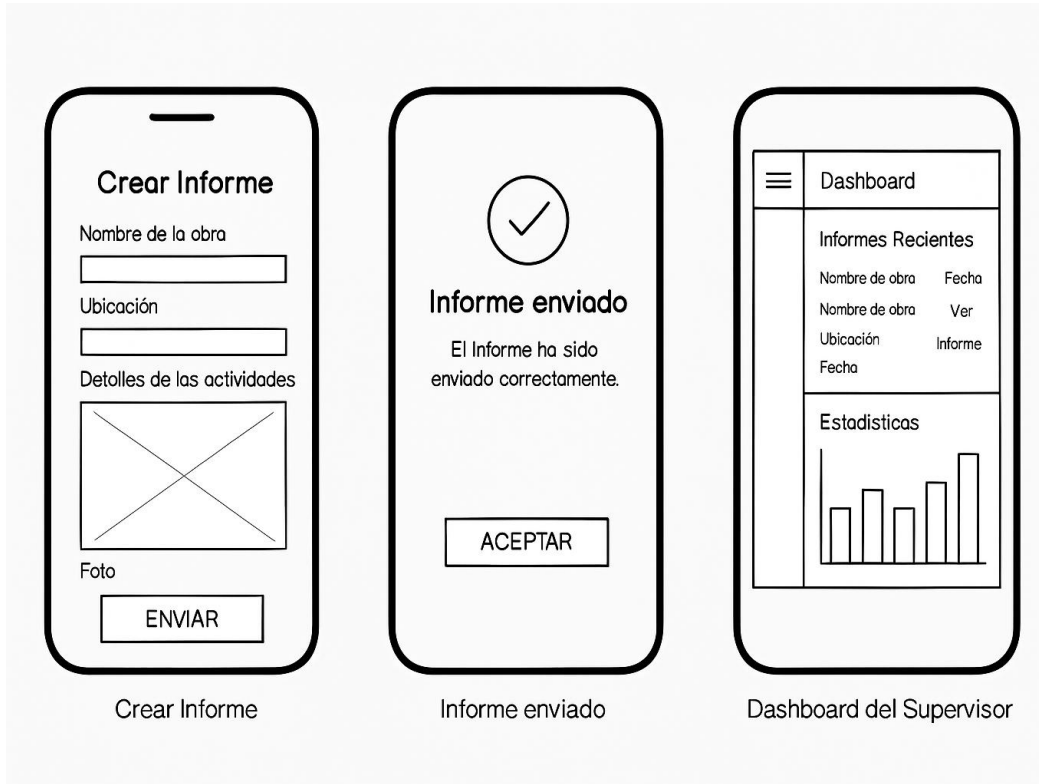 Crear Informe
Nombre de la obra
Ubicación
Detolles de las actividades
Foto
ENVIAR
Crear Informe
Informe enviado
El Informe ha sido
enviado correctamente.
ACEPTAR
Informe enviado
Dashboard
Informes Recientes
Nombre de obra Fecha
Nombre de obra Ver
Ubicación Informe
Fecha
Estadisticas
Dashboard del Supervisor